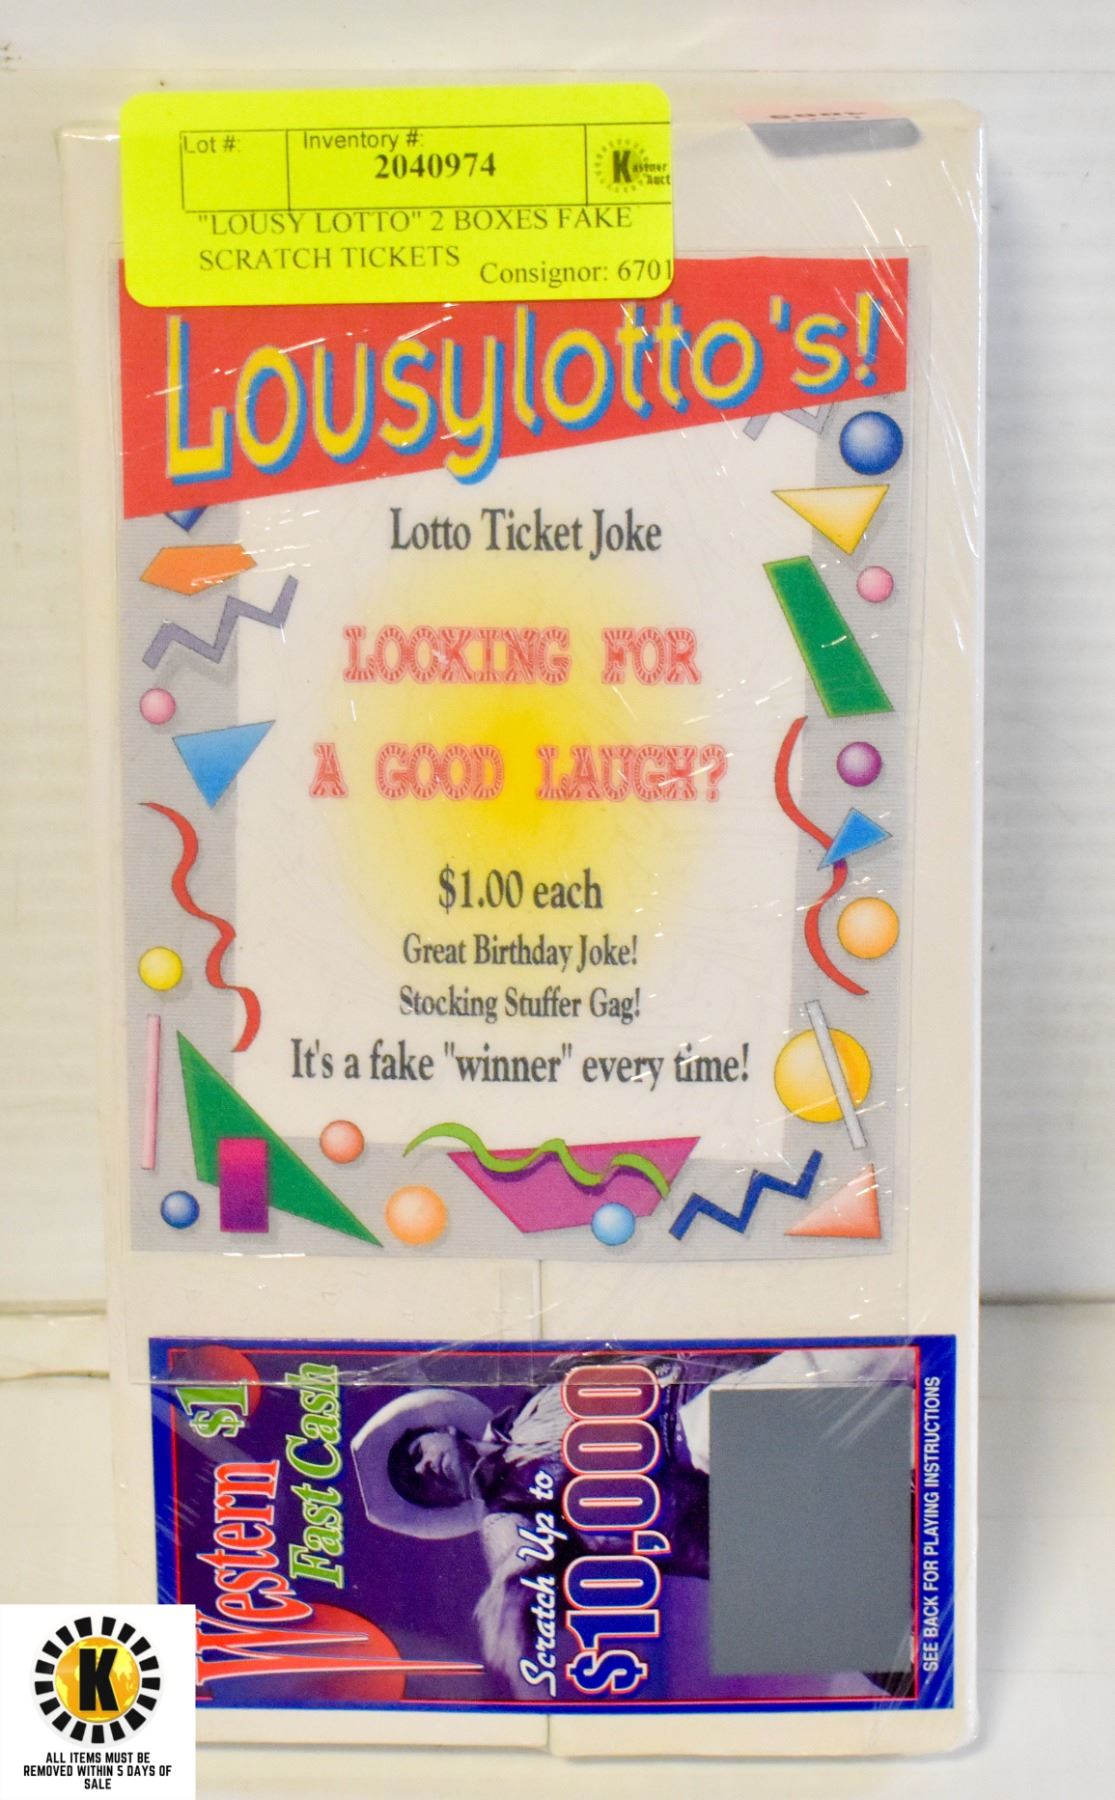 Lot #:
Inventory #:
2040974
Kastner
Auct
"LOUSY LOTTO" 2 BOXES FAKE
SCRATCH TICKETS
Consignor: 6701
Lousylotto's!
Lotto Ticket Joke
LOOKING FOR
A GOOD LAUGH?
$1.00 each
Great Birthday Joke!
Stocking Stuffer Gag!
It's a fake "winner" every time!
Western $1
Fast Cash
Scratch Up to
$10,000
SEE BACK FOR PLAYING INSTRUCTIONS
K
ALL ITEMS MUST BE
REMOVED WITHIN 5 DAYS OF
SALE